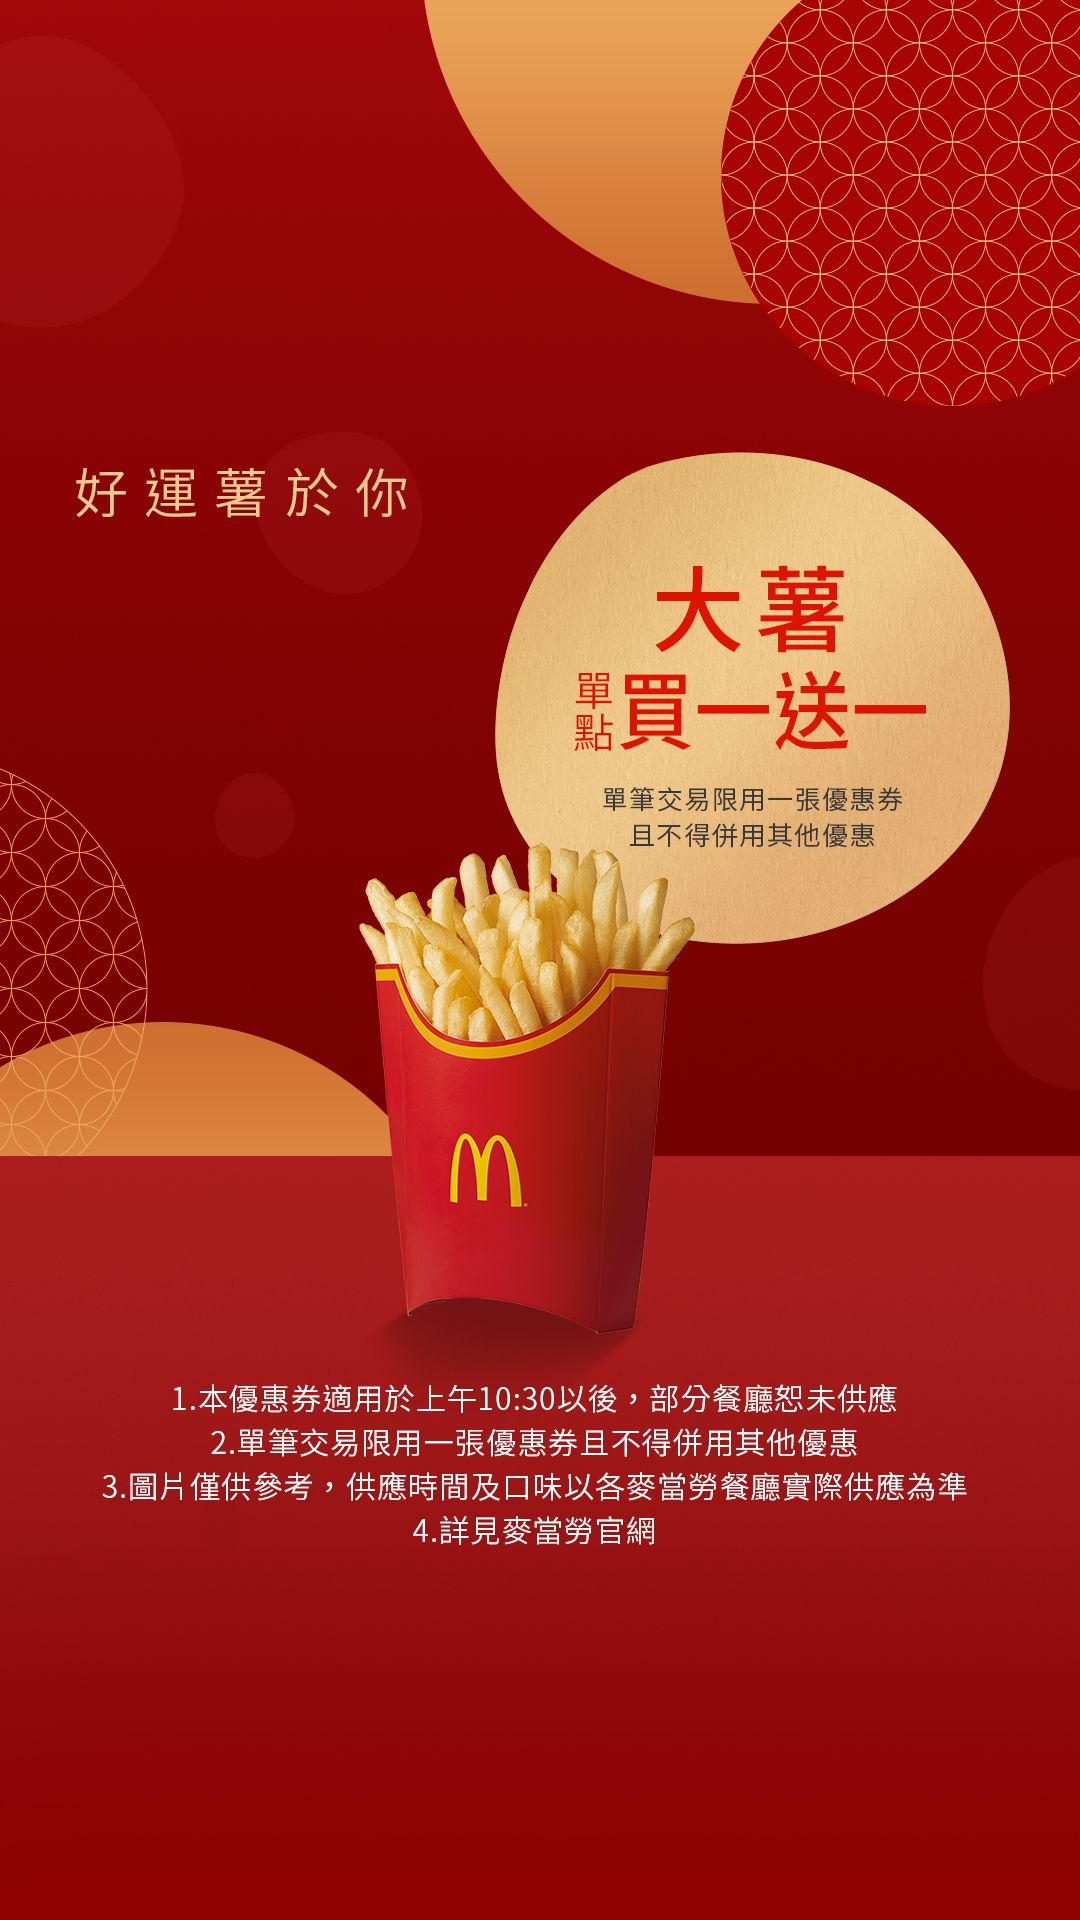 好運薯於你
大薯
單點買一送一
單筆交易限用一張優惠券
且不得併用其他優惠
1.本優惠券適用於上午10:30以後，部分餐廳恕未供應
2.單筆交易限用一張優惠券且不得併用其他優惠
3.圖片僅供參考，供應時間及口味以各麥當勞餐廳實際供應為準
4.詳見麥當勞官網